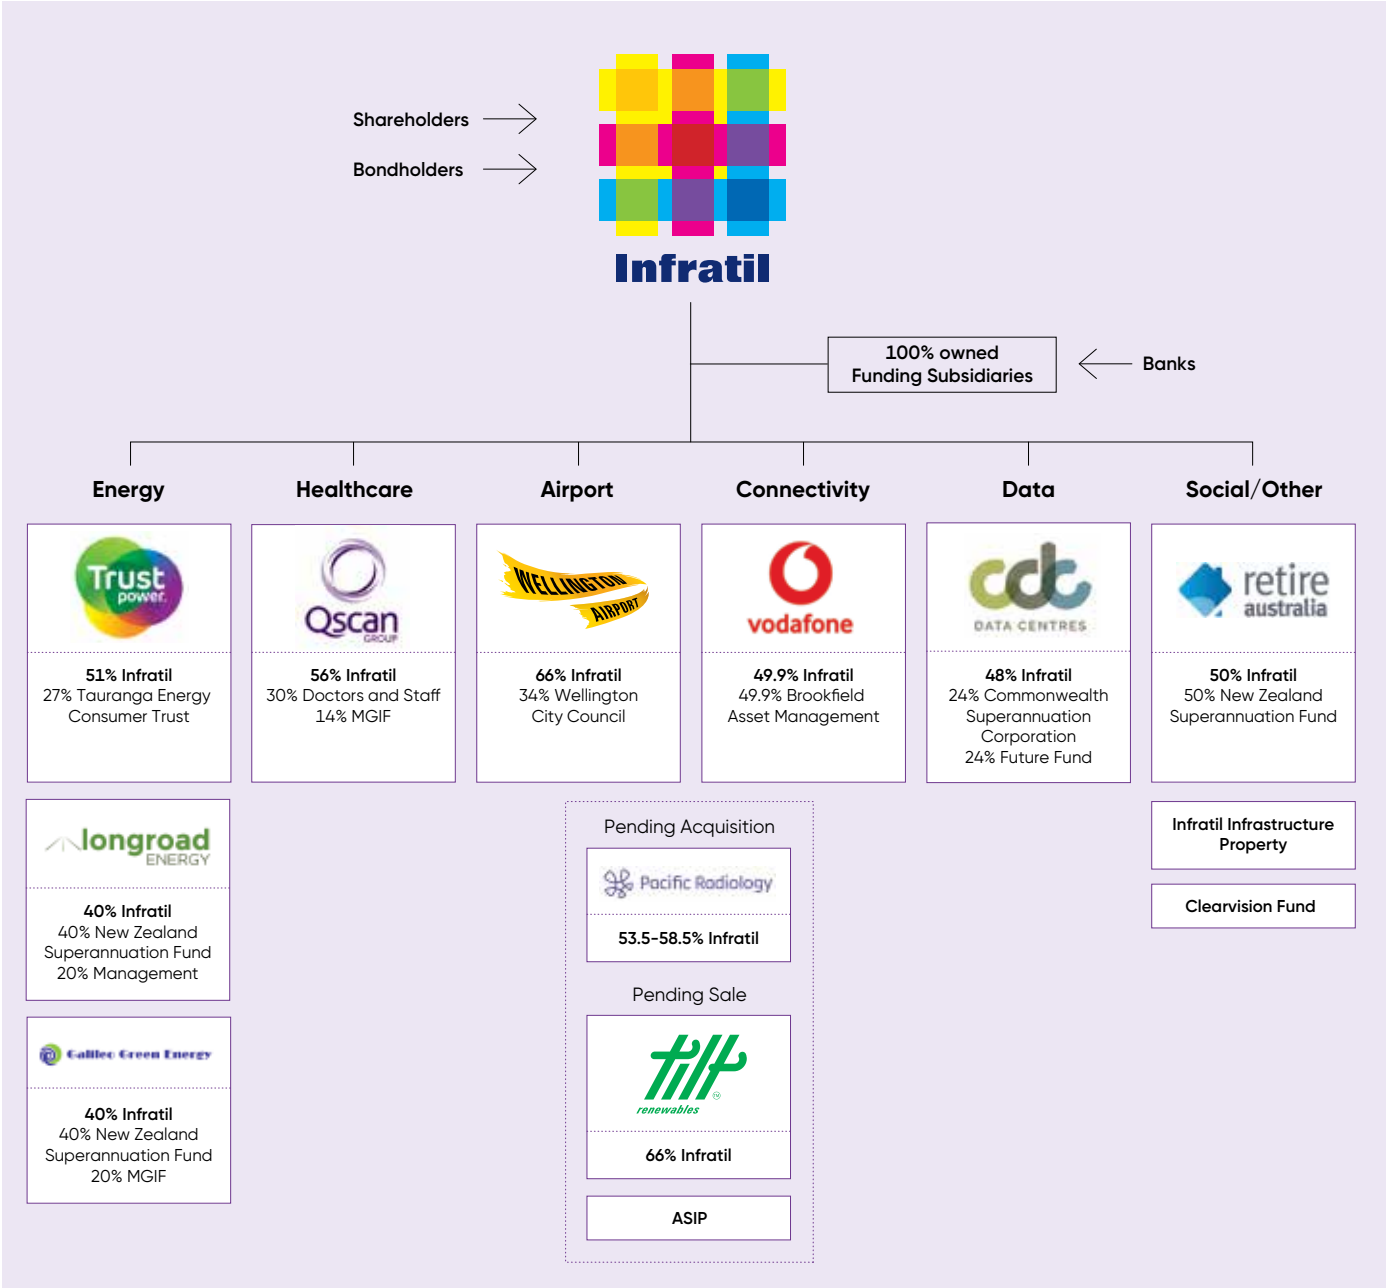 Shareholders
Bondholders
Infratil
100% owned
Funding Subsidiaries
Banks
Energy
Healthcare
Airport
Connectivity
Data
Social/Other
Trust
power.
51% Infratil
27% Tauranga Energy
Consumer Trust
Qscan
GROUP
56% Infratil
30% Doctors and Staff
14% MGIF
WELLINGTON
AIRPORT
66% Infratil
34% Wellington
City Council
vodafone
49.9% Infratil
49.9% Brookfield
Asset Management
cdc
DATA CENTRES
48% Infratil
24% Commonwealth
Superannuation
Corporation
24% Future Fund
retire
australia
50% Infratil
50% New Zealand
Superannuation Fund
longroad
ENERGY
40% Infratil
40% New Zealand
Superannuation Fund
20% Management
Galileo Green Energy
40% Infratil
40% New Zealand
Superannuation Fund
20% MGIF
Pending Acquisition
Pacific Radiology
53.5-58.5% Infratil
Pending Sale
tilt
renewables
TM
66% Infratil
ASIP
Infratil Infrastructure
Property
Clearvision Fund